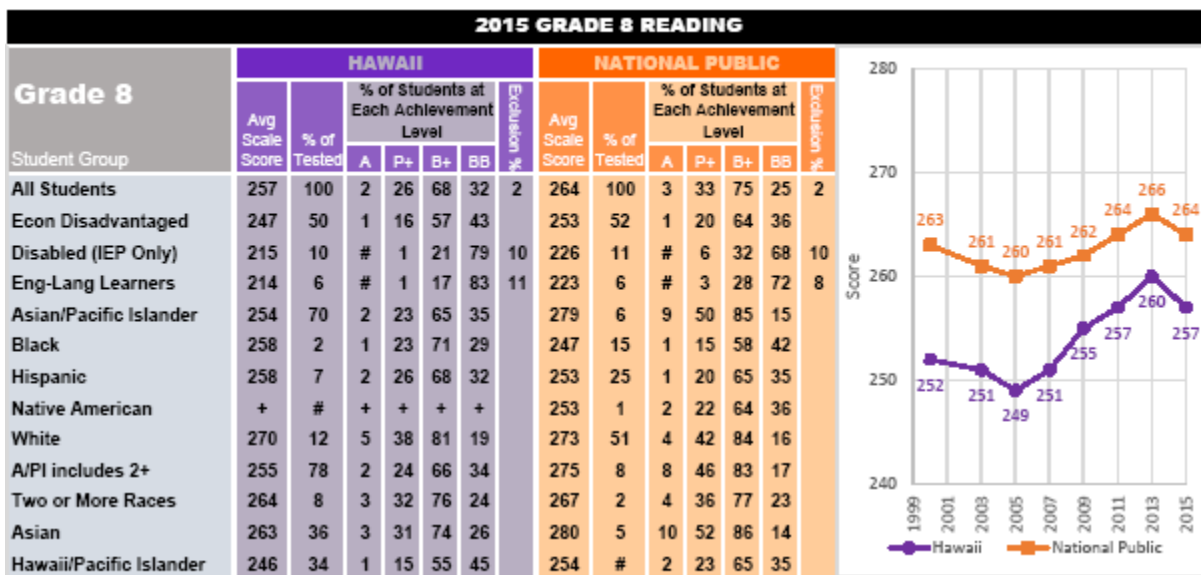 2015 GRADE 8 READING
HAWAII NATIONAL PUBLIC
Grade 8
Student Group
Avg Scale Score % of Tested % of Students at Each Achievement Level Exclusion % Avg Scale Score % of Tested % of Students at Each Achievement Level Exclusion %
A P+ B+ BB A P+ B+ BB
All Students 257 100 2 26 68 32 2 264 100 3 33 75 25 2
Econ Disadvantaged 247 50 1 16 57 43 253 52 1 20 64 36
Disabled (IEP Only) 215 10 # 1 21 79 10 226 11 # 6 32 68 10
Eng-Lang Learners 214 6 # 1 17 83 11 223 6 # 3 28 72 8
Asian/Pacific Islander 254 70 2 23 65 35 279 6 9 50 85 15
Black 258 2 1 23 71 29 247 15 1 15 58 42
Hispanic 258 7 2 26 68 32 253 25 1 20 65 35
Native American + # + + + + 253 1 2 22 64 36
White 270 12 5 38 81 19 273 51 4 42 84 16
A/PI includes 2+ 255 78 2 24 66 34 275 8 8 46 83 17
Two or More Races 264 8 3 32 76 24 267 2 4 36 77 23
Asian 263 36 3 31 74 26 280 5 10 52 86 14
Hawaii/Pacific Islander 246 34 1 15 55 45 254 # 2 23 65 35
280
270
260
250
240
Score
263 261 260 261 262 264 266 264
252 251 249 251 255 257 260 257
1999 2001 2003 2005 2007 2009 2011 2013 2015
Hawaii National Public